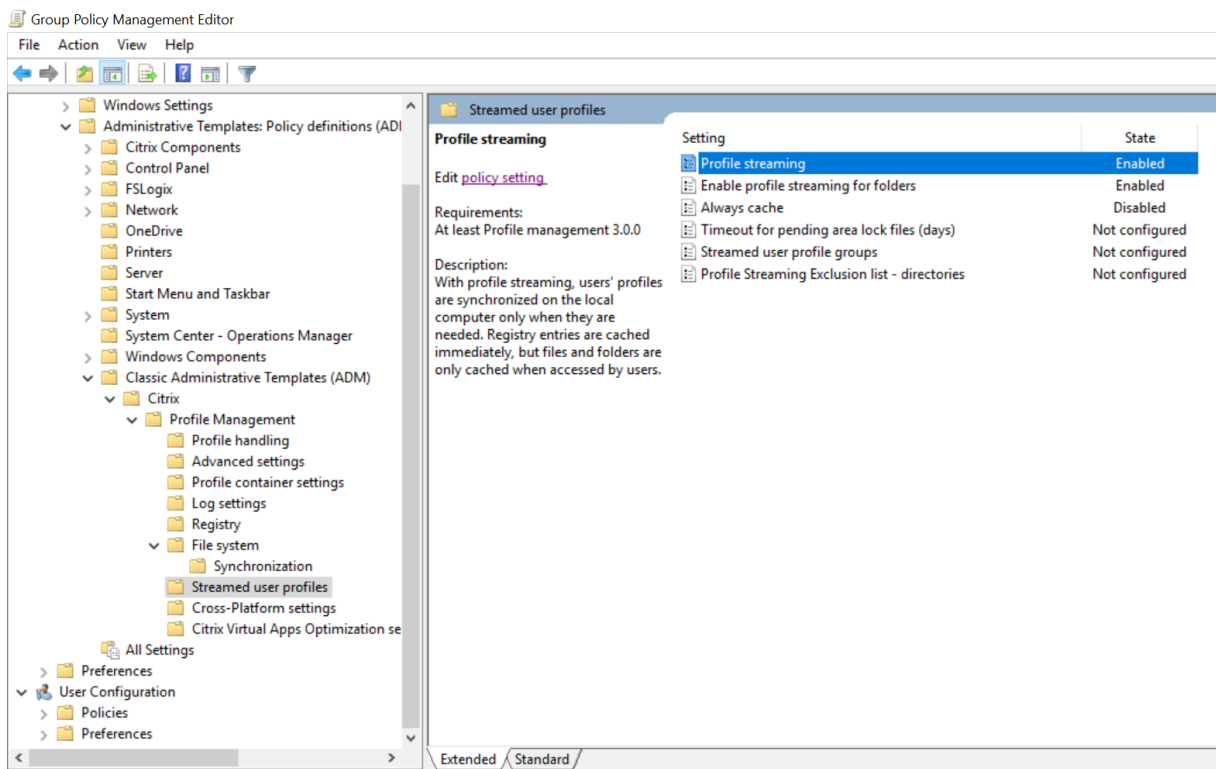 Group Policy Management Editor
File Action View Help
Windows Settings
Administrative Templates: Policy definitions (ADI
Citrix Components
Control Panel
FSLogix
Network
OneDrive
Printers
Server
Start Menu and Taskbar
System
System Center - Operations Manager
Windows Components
Classic Administrative Templates (ADM)
Citrix
Profile Management
Profile handling
Advanced settings
Profile container settings
Log settings
Registry
File system
Synchronization
Streamed user profiles
Cross-Platform settings
Citrix Virtual Apps Optimization se
All Settings
Preferences
User Configuration
Policies
Preferences
Streamed user profiles
Profile streaming
Edit policy setting
Requirements:
At least Profile management 3.0.0
Description:
With profile streaming, users' profiles
are synchronized on the local
computer only when they are
needed. Registry entries are cached
immediately, but files and folders are
only cached when accessed by users.
Setting State
Profile streaming Enabled
Enable profile streaming for folders Enabled
Always cache Disabled
Timeout for pending area lock files (days) Not configured
Streamed user profile groups Not configured
Profile Streaming Exclusion list - directories Not configured
Extended Standard